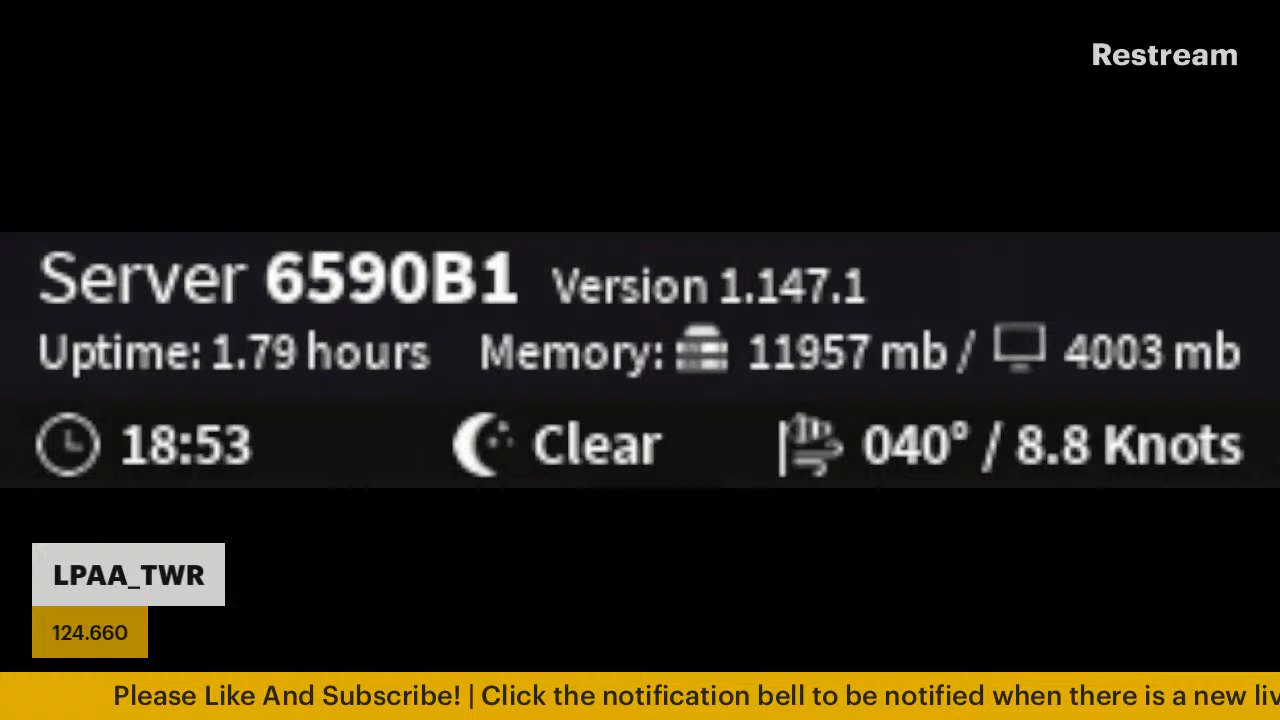 Restream
Server 6590B1 Version 1.147.1
Uptime: 1.79 hours Memory: 11957 mb / 4003 mb
18:53 Clear 040° / 8.8 Knots
LPAA_TWR
124.660
Please Like And Subscribe! | Click the notification bell to be notified when there is a new liv